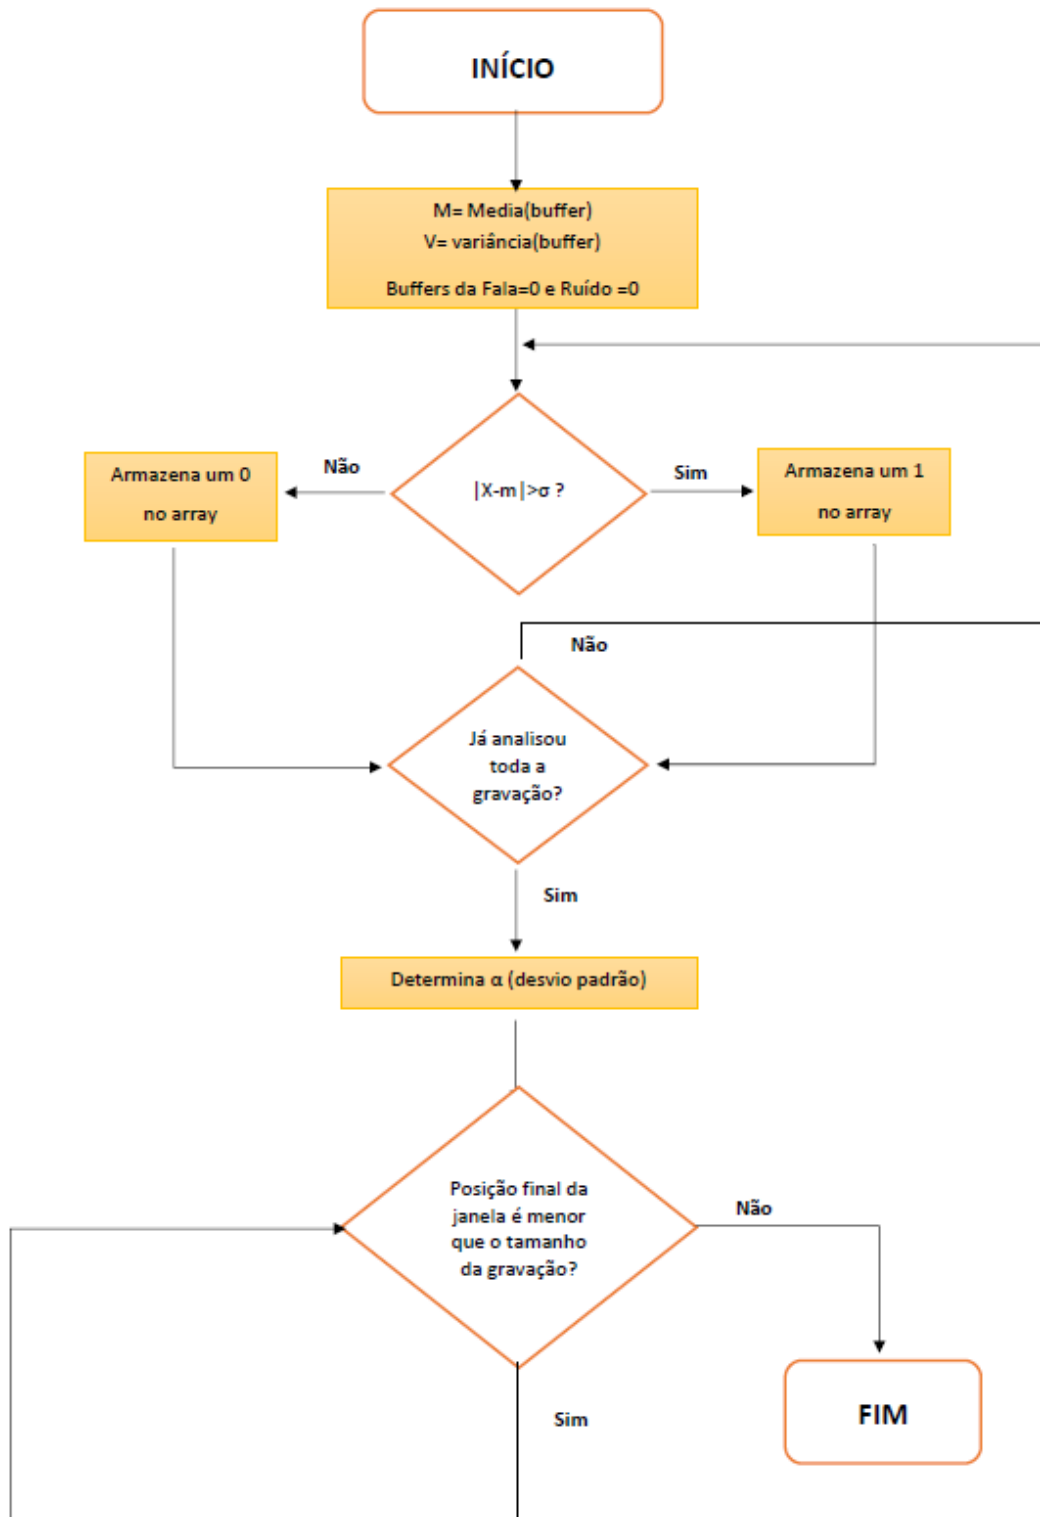 INÍCIO
M= Media(buffer)
V= variância(buffer)
Buffers da Fala=0 e Ruído =0
|X-m|>σ ?
Não
Sim
Armazena um 0
no array
Armazena um 1
no array
Não
Já analisou
toda a
gravação?
Sim
Determina α (desvio padrão)
Posição final da
janela é menor
que o tamanho
da gravação?
Não
Sim
FIM